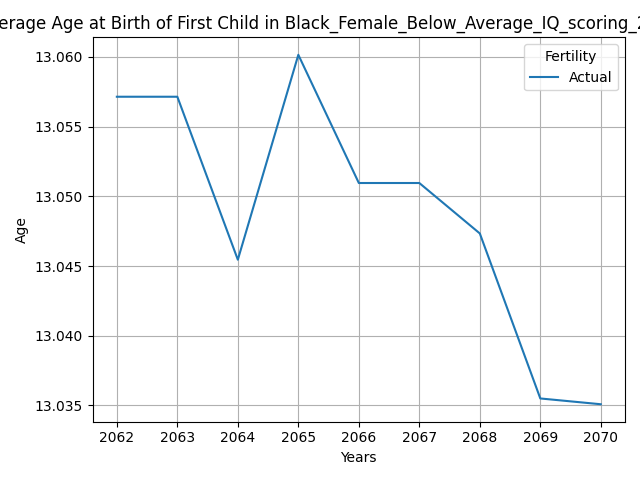 erage Age at Birth of First Child in Black_Female_Below_Average_IQ_scoring_2
Fertility
Actual
13.060
13.055
13.050
13.045
13.040
13.035
Age
2062 2063 2064 2065 2066 2067 2068 2069 2070
Years